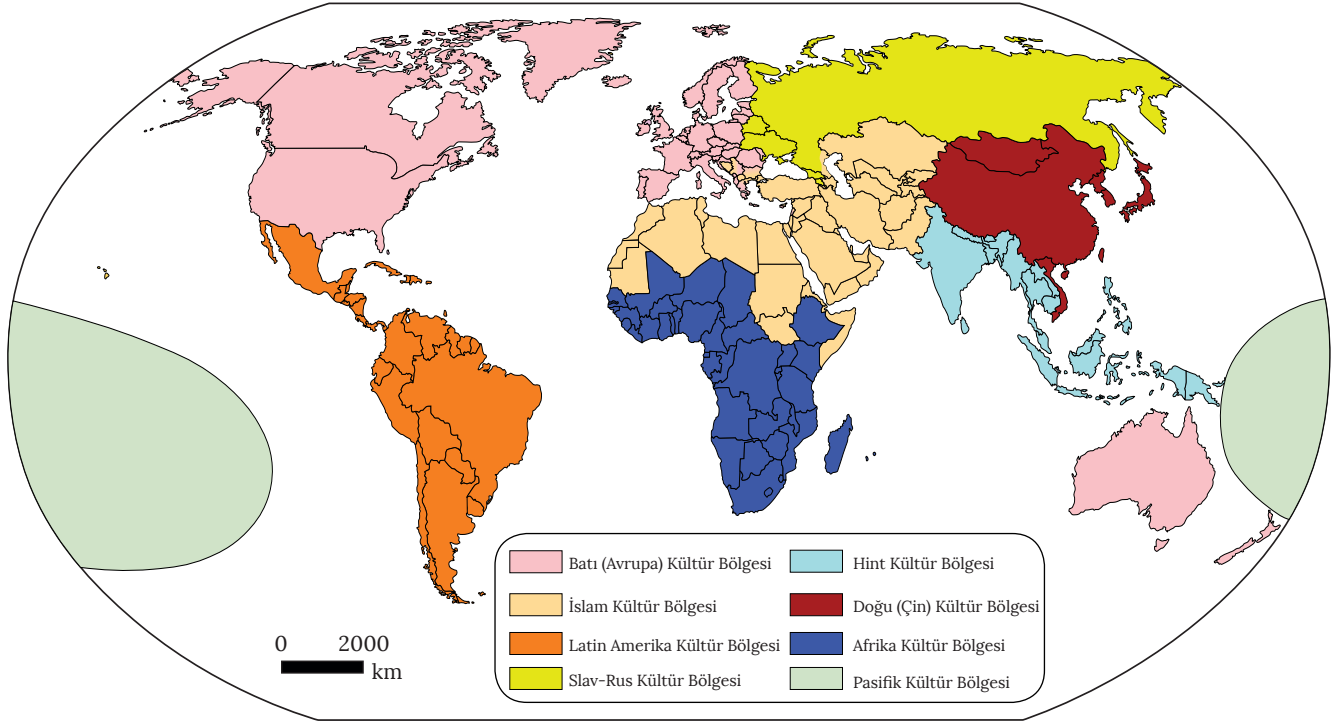 Batı (Avrupa) Kültür Bölgesi
İslam Kültür Bölgesi
Latin Amerika Kültür Bölgesi
Slav-Rus Kültür Bölgesi
Hint Kültür Bölgesi
Doğu (Çin) Kültür Bölgesi
Afrika Kültür Bölgesi
Pasifik Kültür Bölgesi
0 2000
km